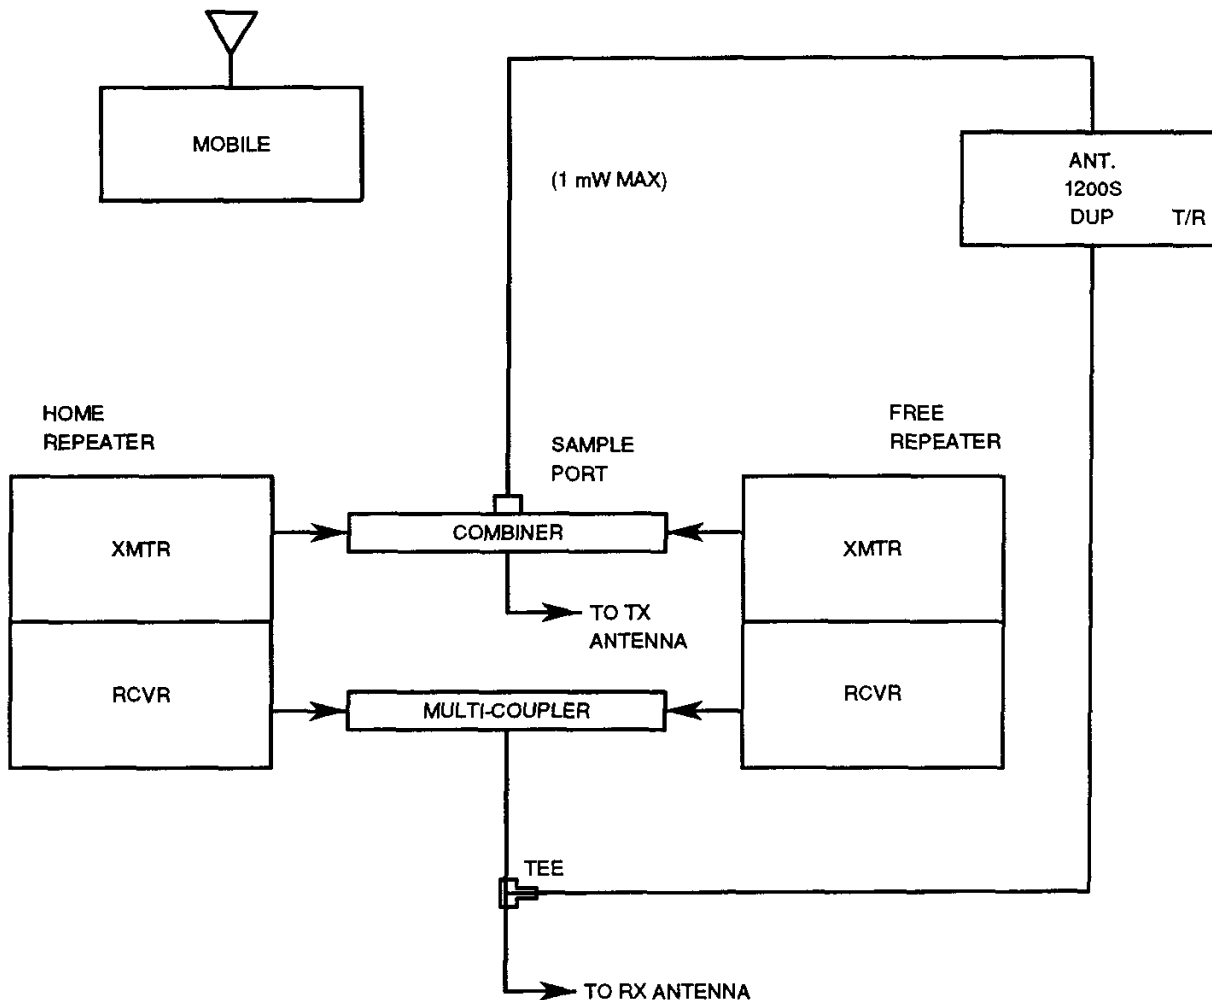 MOBILE
(1 mW MAX)
ANT.
1200S
DUP T/R
HOME
REPEATER
FREE
REPEATER
SAMPLE
PORT
XMTR
COMBINER
XMTR
TO TX
ANTENNA
RCVR
MULTI-COUPLER
RCVR
TEE
TO RX ANTENNA